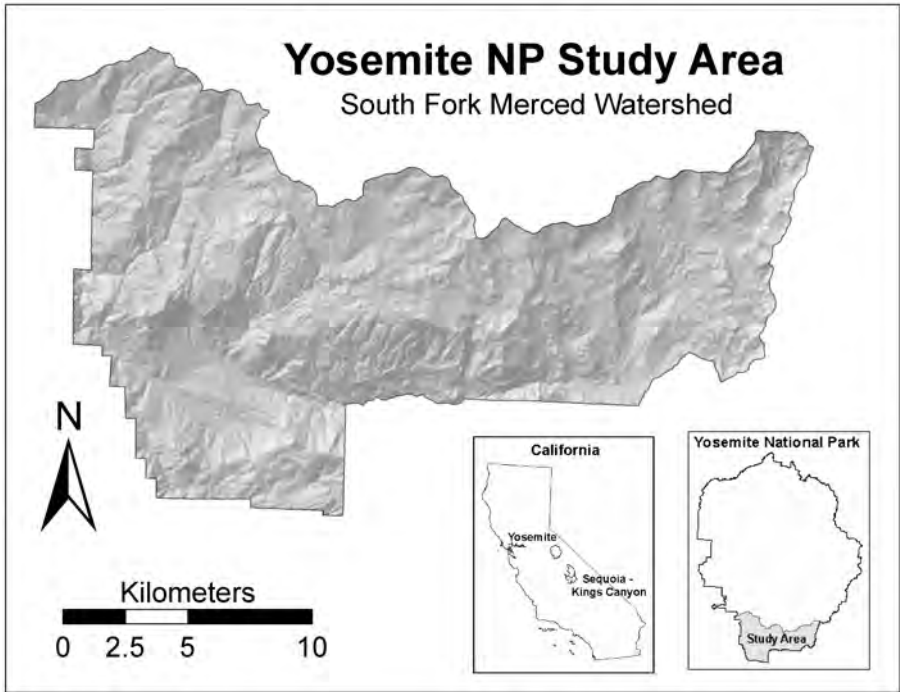 Yosemite NP Study Area
South Fork Merced Watershed
N
Kilometers
0 2.5 5 10
California
Yosemite
Sequoia -
Kings Canyon
Yosemite National Park
Study Area